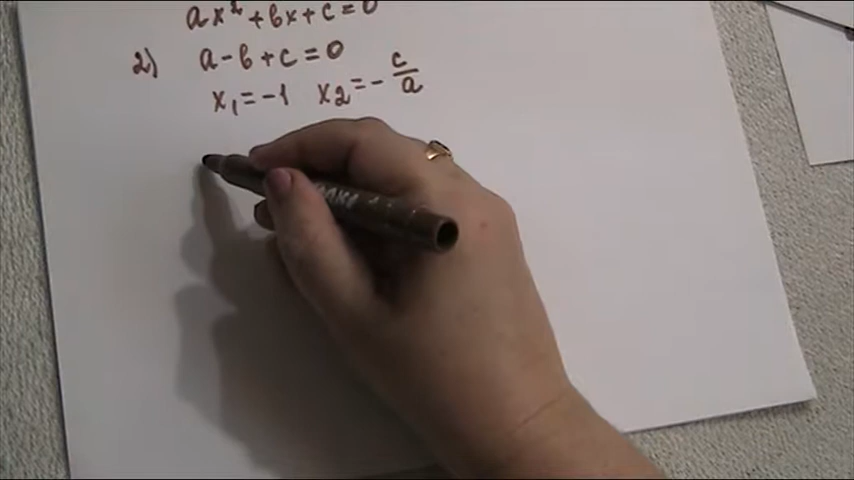 ax² + bx + c = 0
2) a - b + c = 0
x₁ = -1 x₂ = - c/a